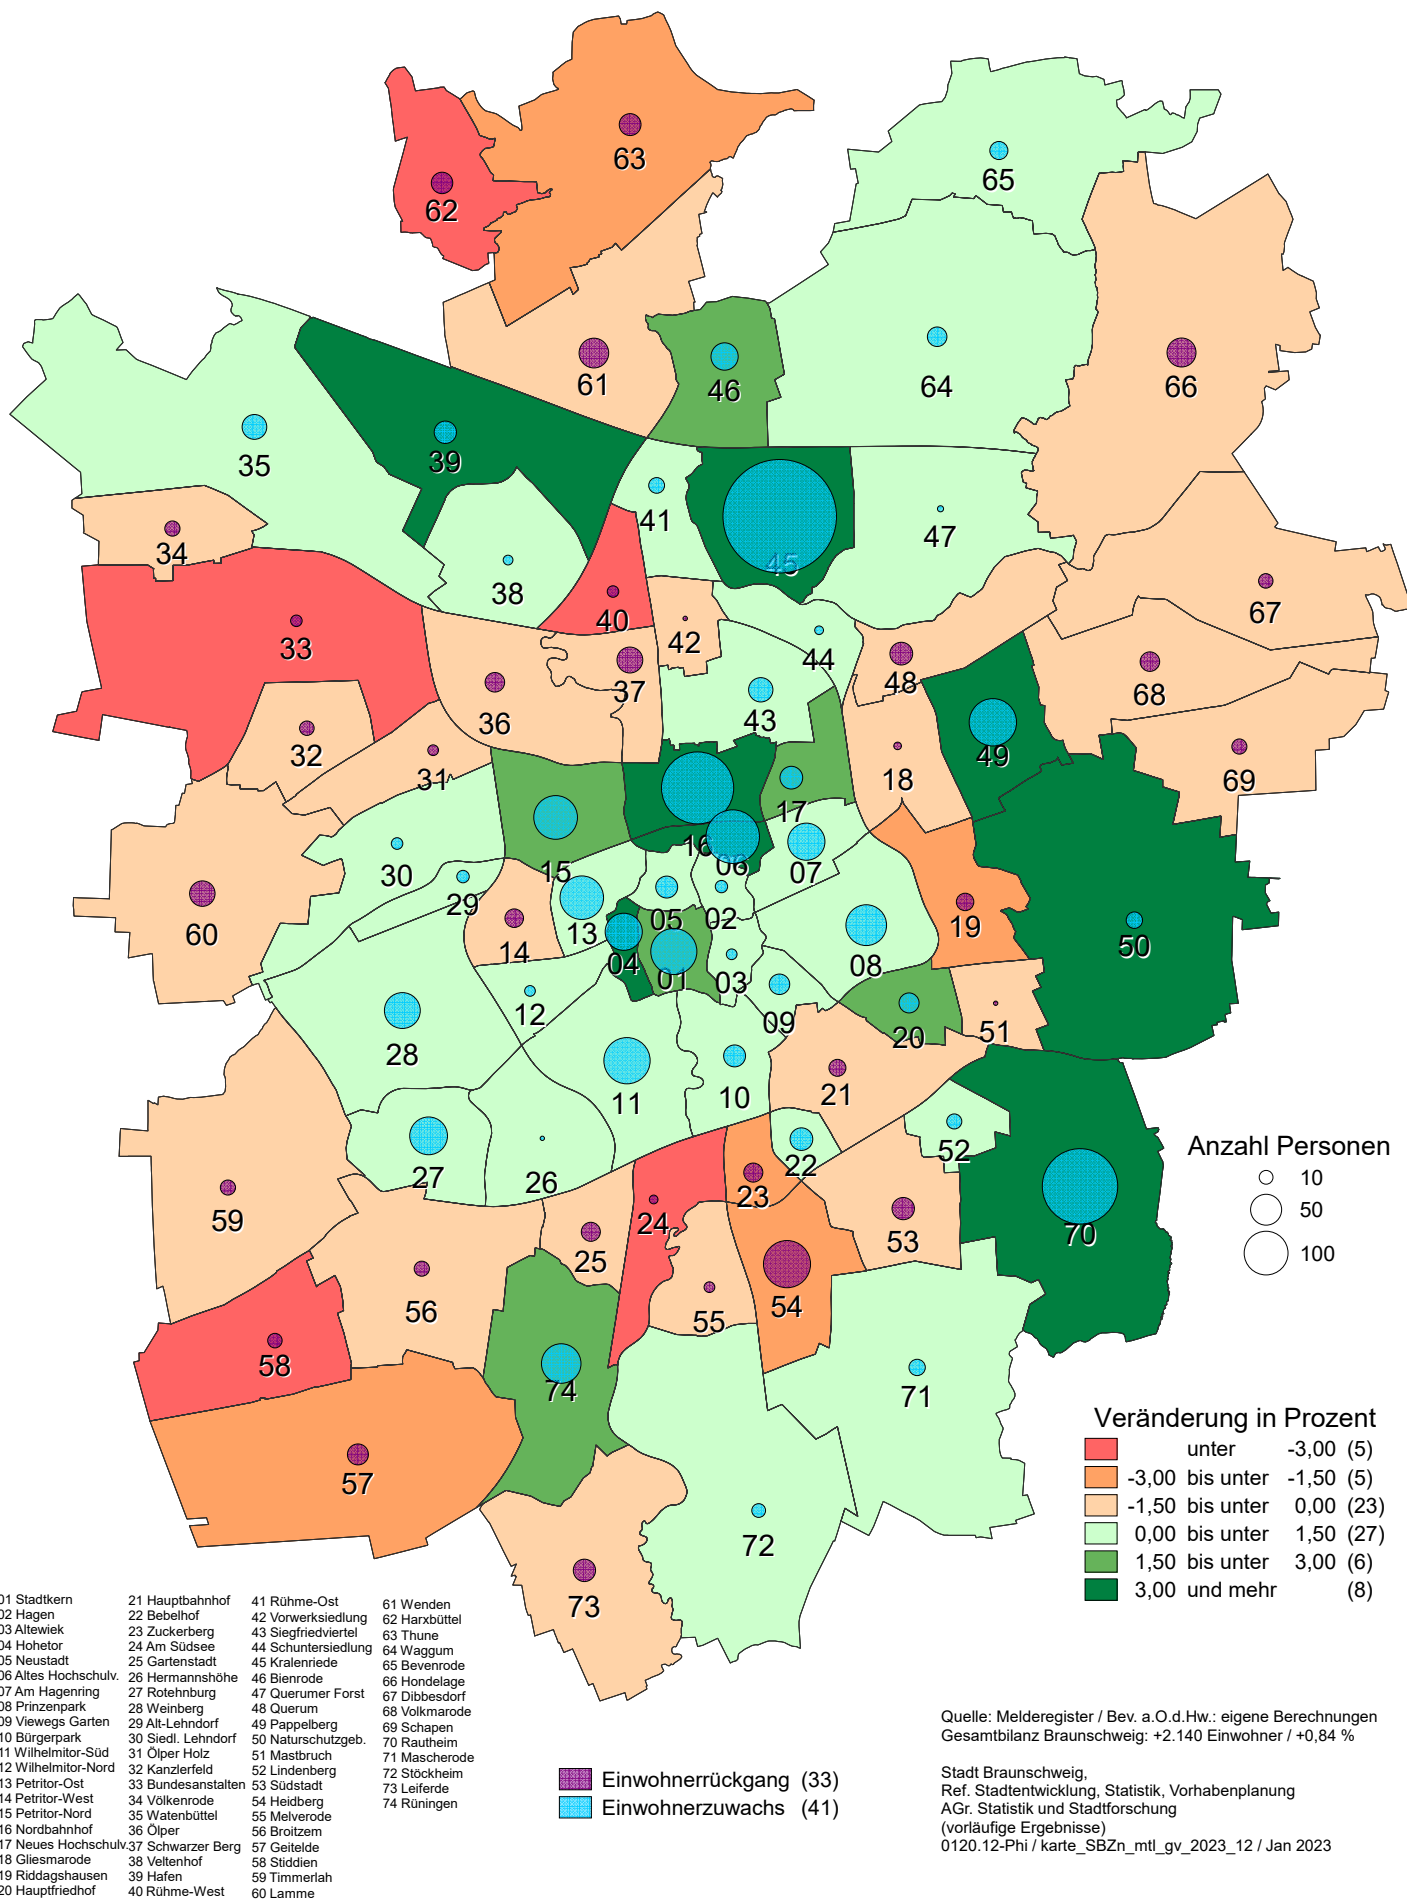 63
65
62
61
46
64
66
39
35
41
45
47
34
38
40
42
44
67
33
37
48
68
36
43
49
32
18
31
17
69
16
06
15
07
30
29
05
02
60
14
13
19
50
04
01
03
08
12
09
20
51
28
11
10
21
22
52
27
26
23
59
24
53
70
25
55
54
56
58
74
71
57
72
73
Anzahl Personen
10
50
100
Veränderung in Prozent
unter -3,00 (5)
-3,00 bis unter -1,50 (5)
-1,50 bis unter 0,00 (23)
0,00 bis unter 1,50 (27)
1,50 bis unter 3,00 (6)
3,00 und mehr (8)
01 Stadtkern
02 Hagen
03 Altewiek
04 Hohetor
05 Neustadt
06 Altes Hochschulv.
07 Am Hagenring
08 Prinzenpark
09 Viewegs Garten
10 Bürgerpark
11 Wilhelmitor-Süd
12 Wilhelmitor-Nord
13 Petritor-Ost
14 Petritor-West
15 Petritor-Nord
16 Nordbahnhof
17 Neues Hochschulv.
18 Gliesmarode
19 Riddagshausen
20 Hauptfriedhof
21 Hauptbahnhof
22 Bebelhof
23 Zuckerberg
24 Am Südsee
25 Gartenstadt
26 Hermannshöhe
27 Rotehnburg
28 Weinberg
29 Alt-Lehndorf
30 Siedl. Lehndorf
31 Ölper Holz
32 Kanzlerfeld
33 Bundesanstalten
34 Völkenrode
35 Watenbüttel
36 Ölper
37 Schwarzer Berg
38 Veltenhof
39 Hafen
40 Rühme-West
41 Rühme-Ost
42 Vorwerksiedlung
43 Siegfriedviertel
44 Schuntersiedlung
45 Kralenriede
46 Bienrode
47 Querumer Forst
48 Querum
49 Pappelberg
50 Naturschutzgeb.
51 Mastbruch
52 Lindenberg
53 Südstadt
54 Heidberg
55 Melverode
56 Broitzem
57 Geitelde
58 Stiddien
59 Timmerlah
60 Lamme
61 Wenden
62 Harxbüttel
63 Thune
64 Waggum
65 Bevenrode
66 Hondelage
67 Dibbesdorf
68 Volkmarode
69 Schapen
70 Rautheim
71 Mascherode
72 Stöckheim
73 Leiferde
74 Rüningen
Einwohnerrückgang (33)
Einwohnerzuwachs (41)
Quelle: Melderegister / Bev. a.O.d.Hw.: eigene Berechnungen
Gesamtbilanz Braunschweig: +2.140 Einwohner / +0,84 %
Stadt Braunschweig,
Ref. Stadtentwicklung, Statistik, Vorhabenplanung
AGr. Statistik und Stadtforschung
(vorläufige Ergebnisse)
0120.12-Phi / karte_SBZn_mtl_gv_2023_12 / Jan 2023